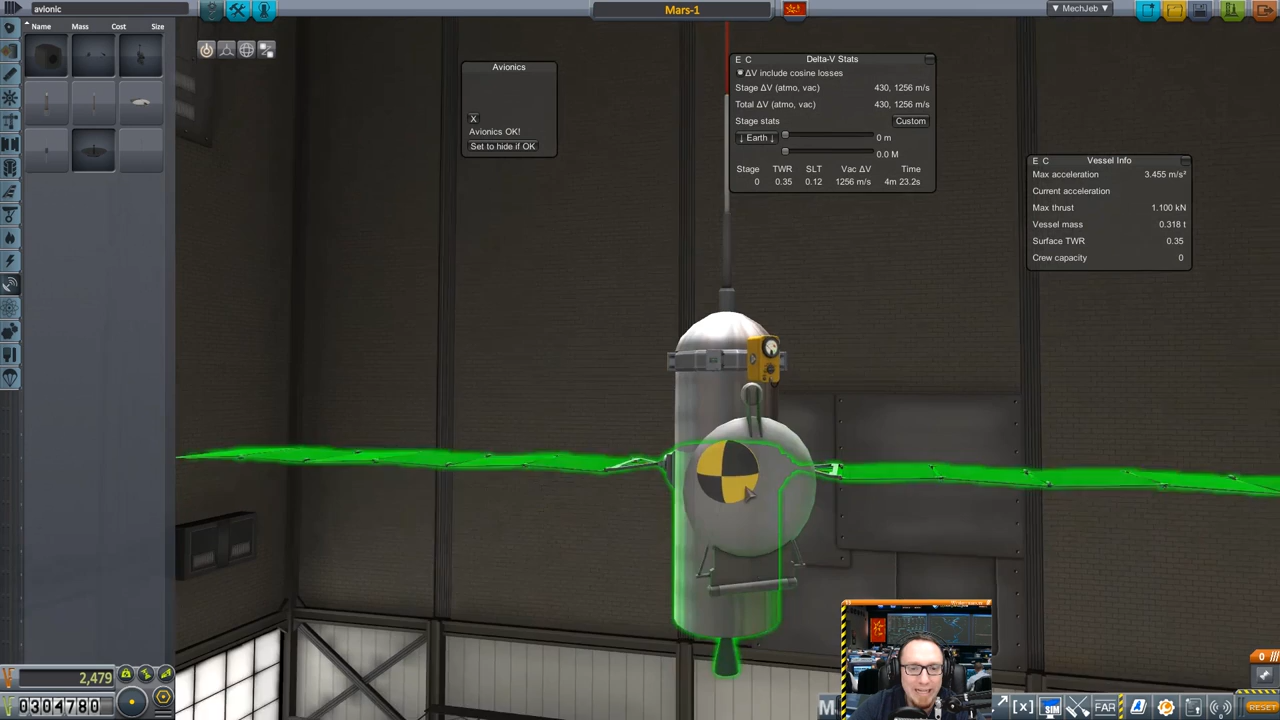 avionic
Mars-1
▼ MechJeb ▼
Name Mass Cost Size
Avionics
X
Avionics OK!
Set to hide if OK
E C Delta-V Stats
ΔV include cosine losses
Stage ΔV (atmo, vac) 430, 1256 m/s
Total ΔV (atmo, vac) 430, 1256 m/s
Stage stats Custom
↓ Earth ↓ 0 m
0.0 M
Stage TWR SLT Vac ΔV Time
0 0.35 0.12 1256 m/s 4m 23.2s
E C Vessel Info
Max acceleration 3.455 m/s²
Current acceleration
Max thrust 1.100 kN
Vessel mass 0.318 t
Surface TWR 0.35
Crew capacity 0
2,479
0304780
0
M
[x]
SIM
FAR
RESET